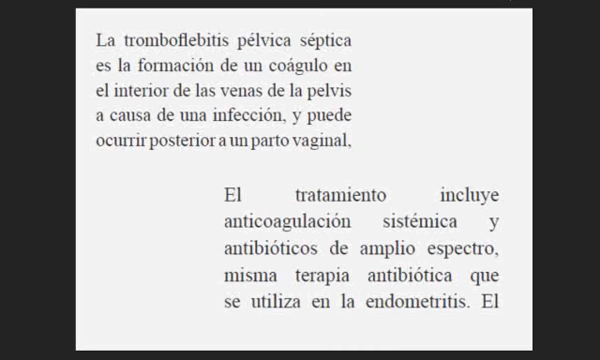 La tromboflebitis pélvica séptica
es la formación de un coágulo en
el interior de las venas de la pelvis
a causa de una infección, y puede
ocurrir posterior a un parto vaginal,
El tratamiento incluye
anticoagulación sistémica y
antibióticos de amplio espectro,
misma terapia antibiótica que
se utiliza en la endometritis. El